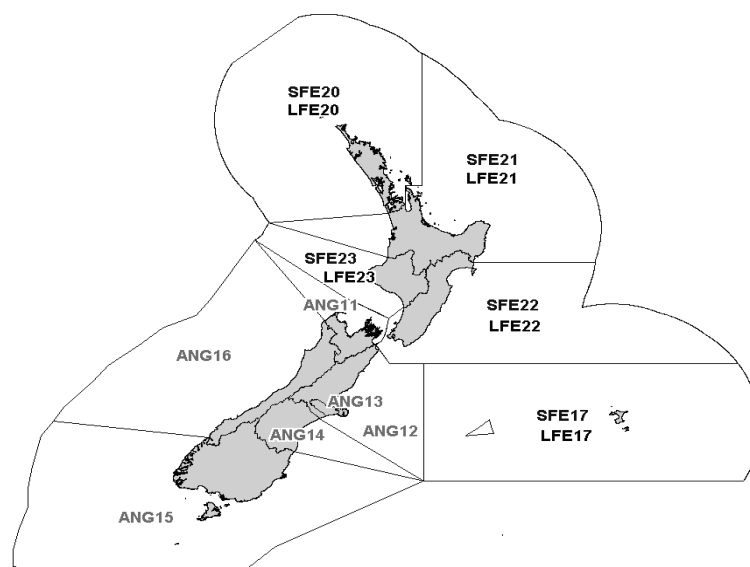 SFE20
LFE20
SFE21
LFE21
SFE23
LFE23
SFE22
LFE22
ANG11
ANG16
ANG13
SFE17
LFE17
ANG12
ANG14
ANG15